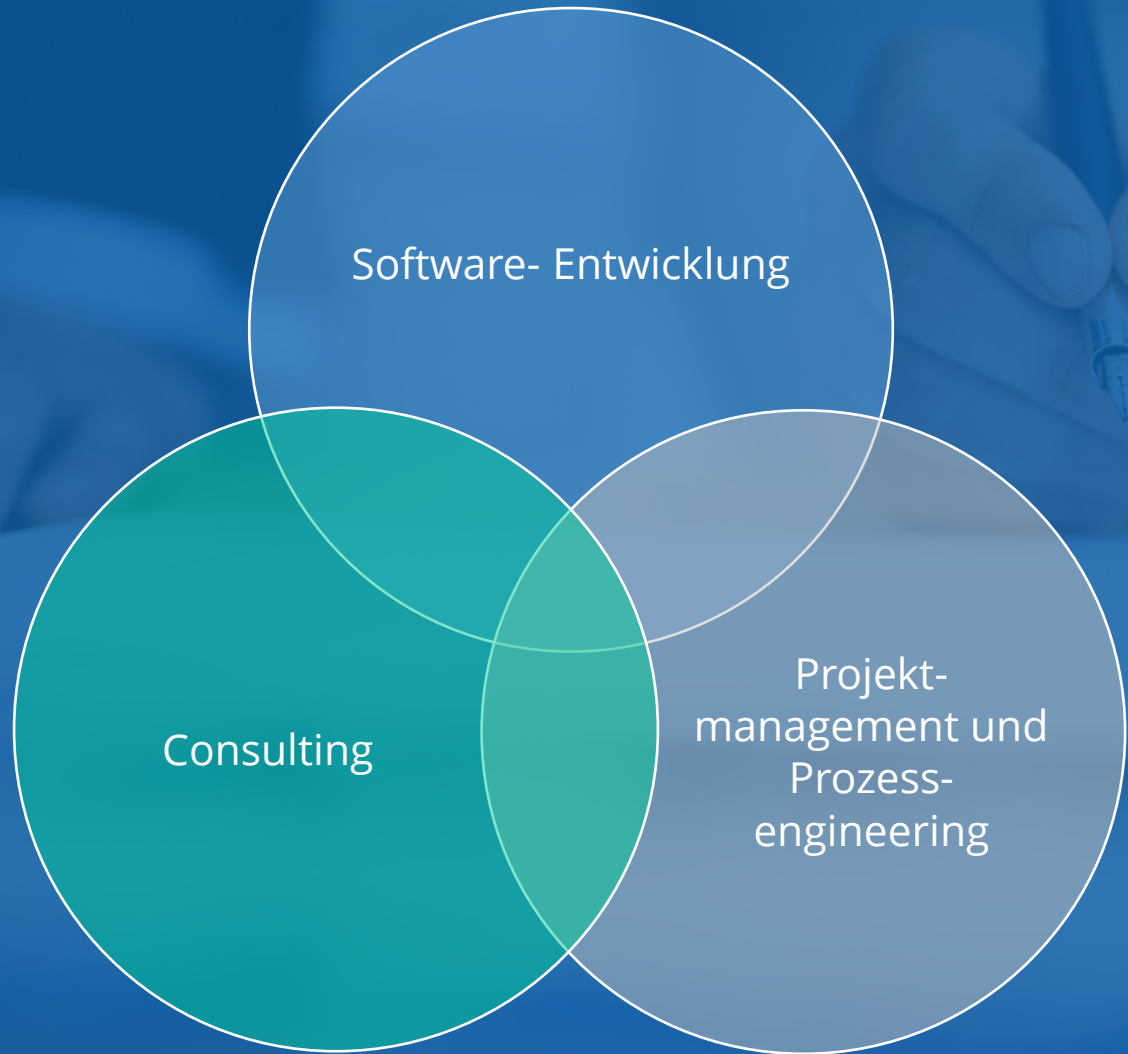 Software- Entwicklung
Consulting
Projekt-
management und
Prozess-
engineering